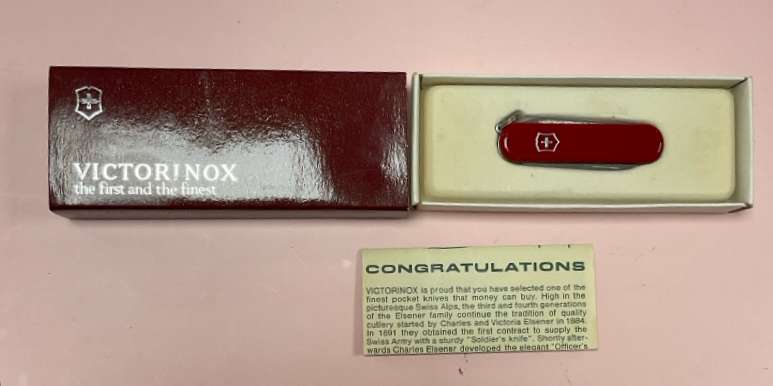 VICTORINOX
the first and the finest
CONGRATULATIONS
VICTORINOX is proud that you have selected one of the
finest pocket knives that money can buy. High in the
picturesque Swiss Alps, the third and fourth generations
of the Elsener family continue the tradition of quality
cutlery started by Charles and Victoria Elsener in 1884.
In 1891 they obtained the first contract to supply the
Swiss Army with a sturdy "Soldier's knife". Shortly after-
wards Charles Elsener developed the elegant "Officer's